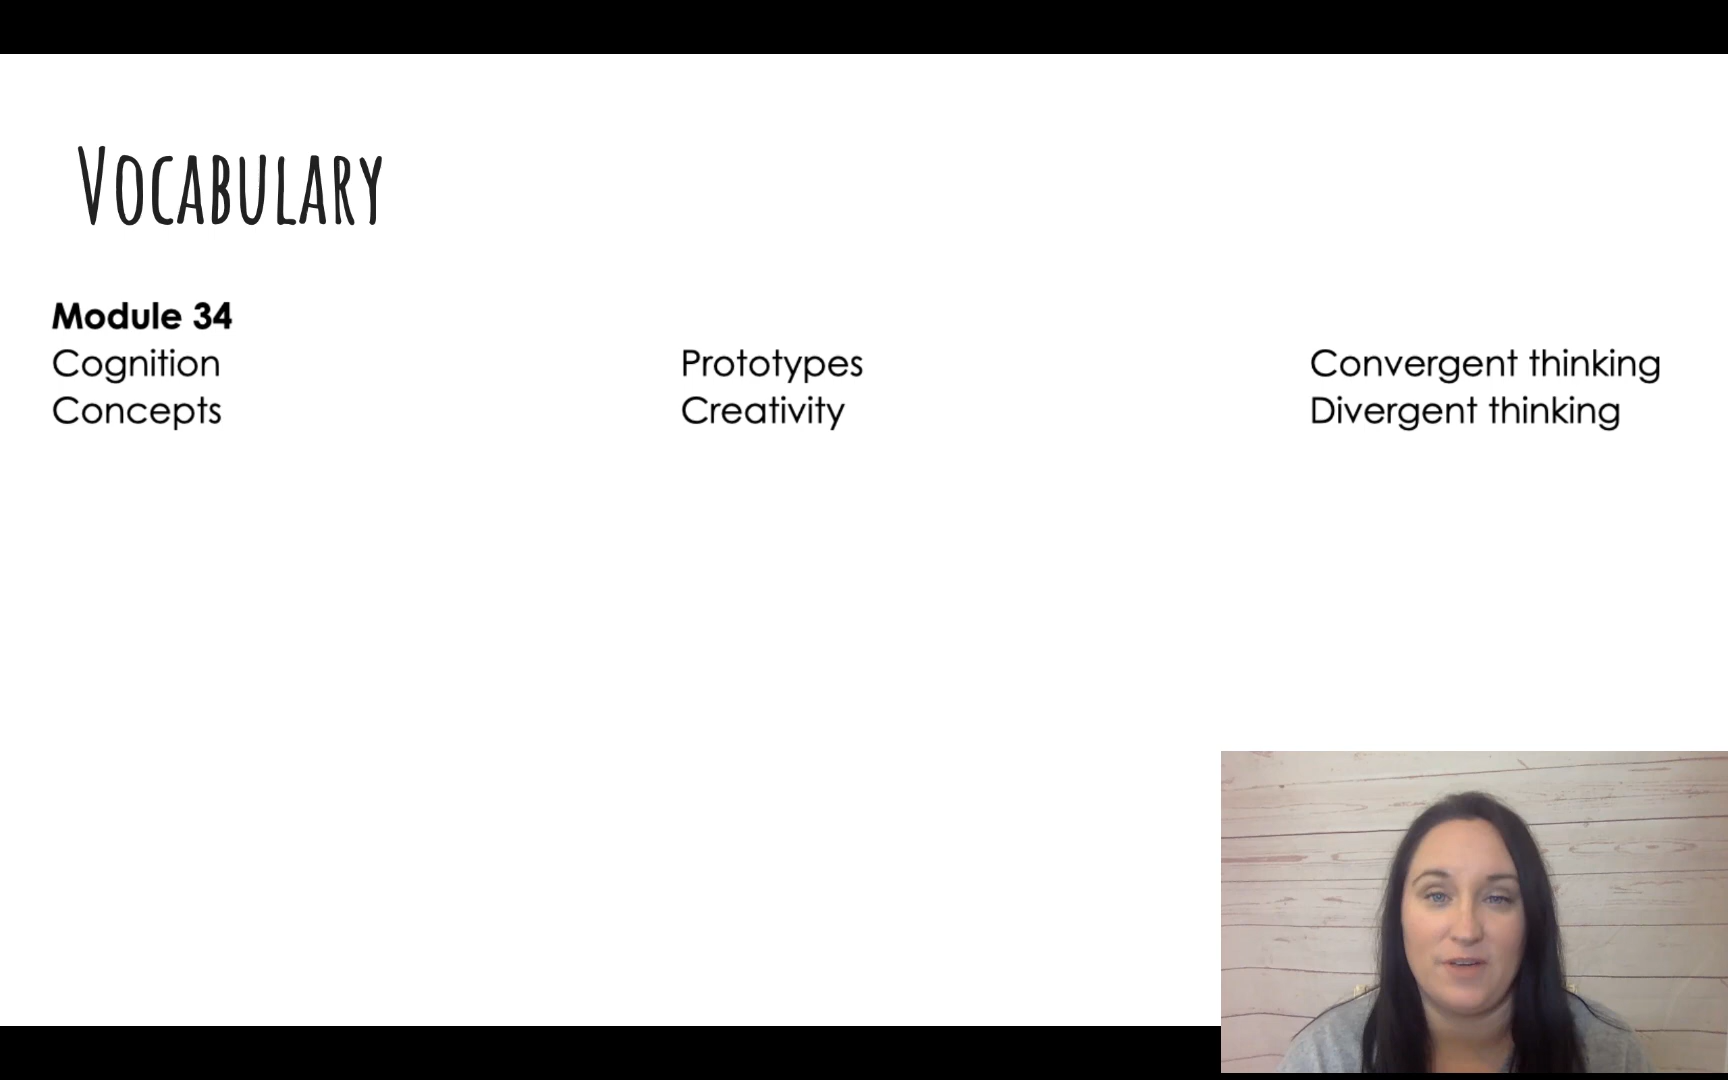 Vocabulary
Module 34
Cognition
Concepts
Prototypes
Creativity
Convergent thinking
Divergent thinking